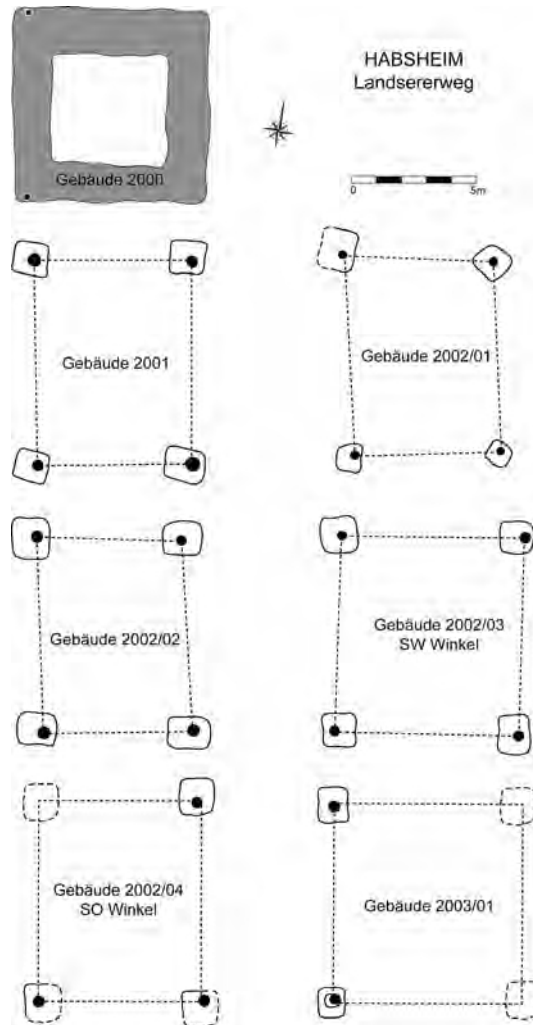 HABSHEIM
Landsererweg
0 5m
Gebäude 2000
Gebäude 2001
Gebäude 2002/01
Gebäude 2002/02
Gebäude 2002/03
SW Winkel
Gebäude 2002/04
SO Winkel
Gebäude 2003/01